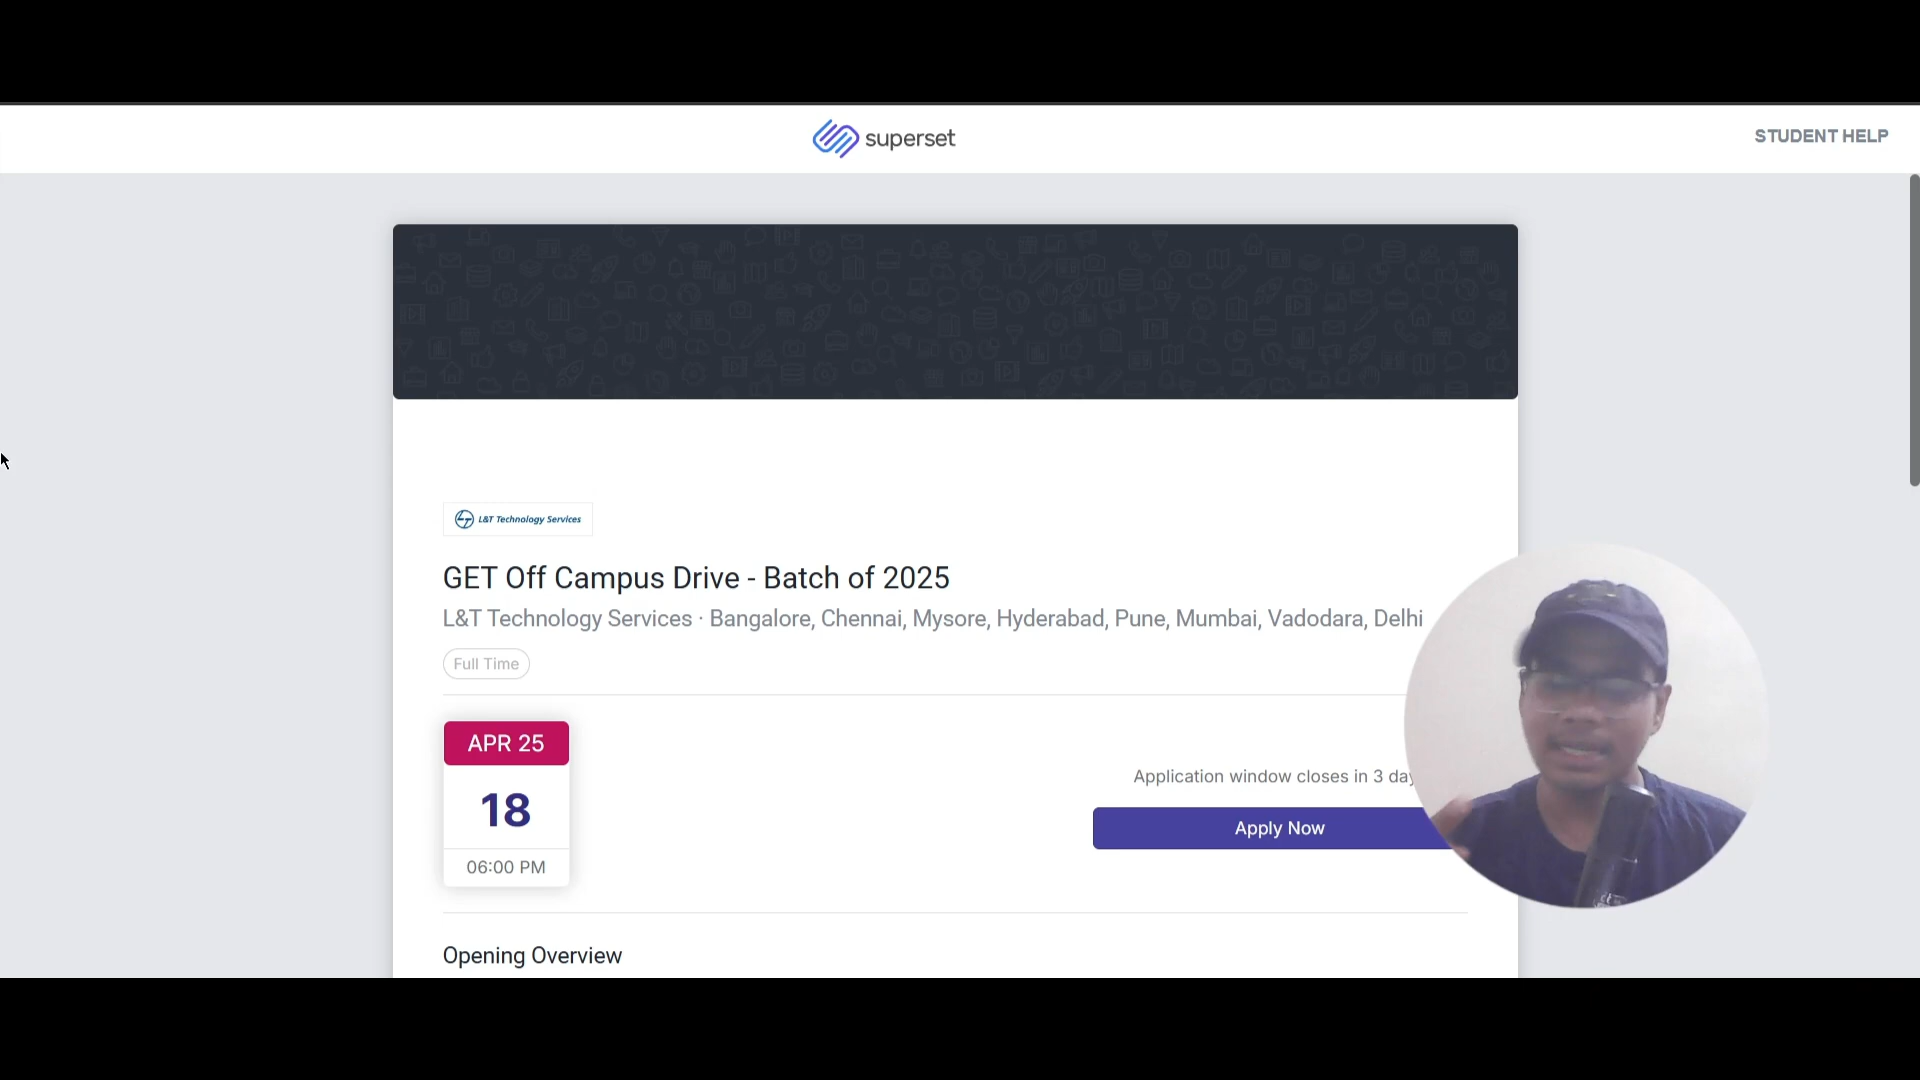 superset
STUDENT HELP
L&T Technology Services
GET Off Campus Drive - Batch of 2025
L&T Technology Services · Bangalore, Chennai, Mysore, Hyderabad, Pune, Mumbai, Vadodara, Delhi
Full Time
APR 25
18
06:00 PM
Application window closes in 3 day
Apply Now
Opening Overview